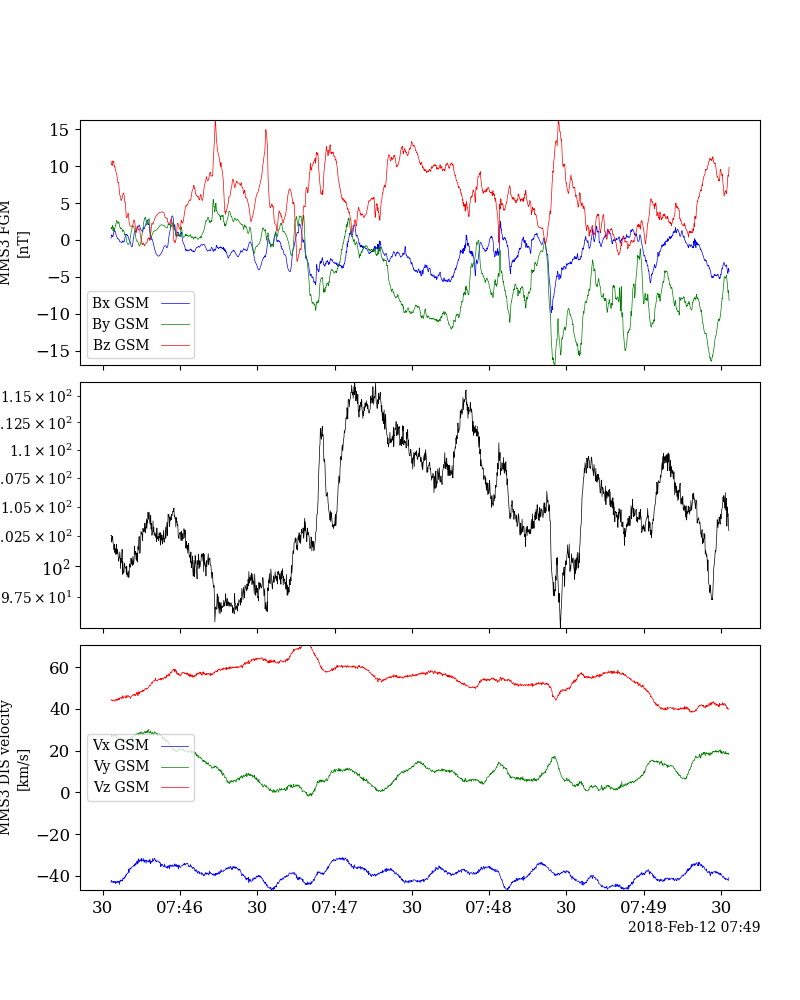 15
10
5
0
−5
−10
−15
MMS3 FGM
[nT]
Bx GSM
By GSM
Bz GSM
1.15 × 10²
.125 × 10²
1.1 × 10²
.075 × 10²
1.05 × 10²
.025 × 10²
10²
9.75 × 10¹
60
40
20
0
−20
−40
MMS3 DIS velocity
[km/s]
Vx GSM
Vy GSM
Vz GSM
30 07:46 30 07:47 30 07:48 30 07:49 30
2018-Feb-12 07:49